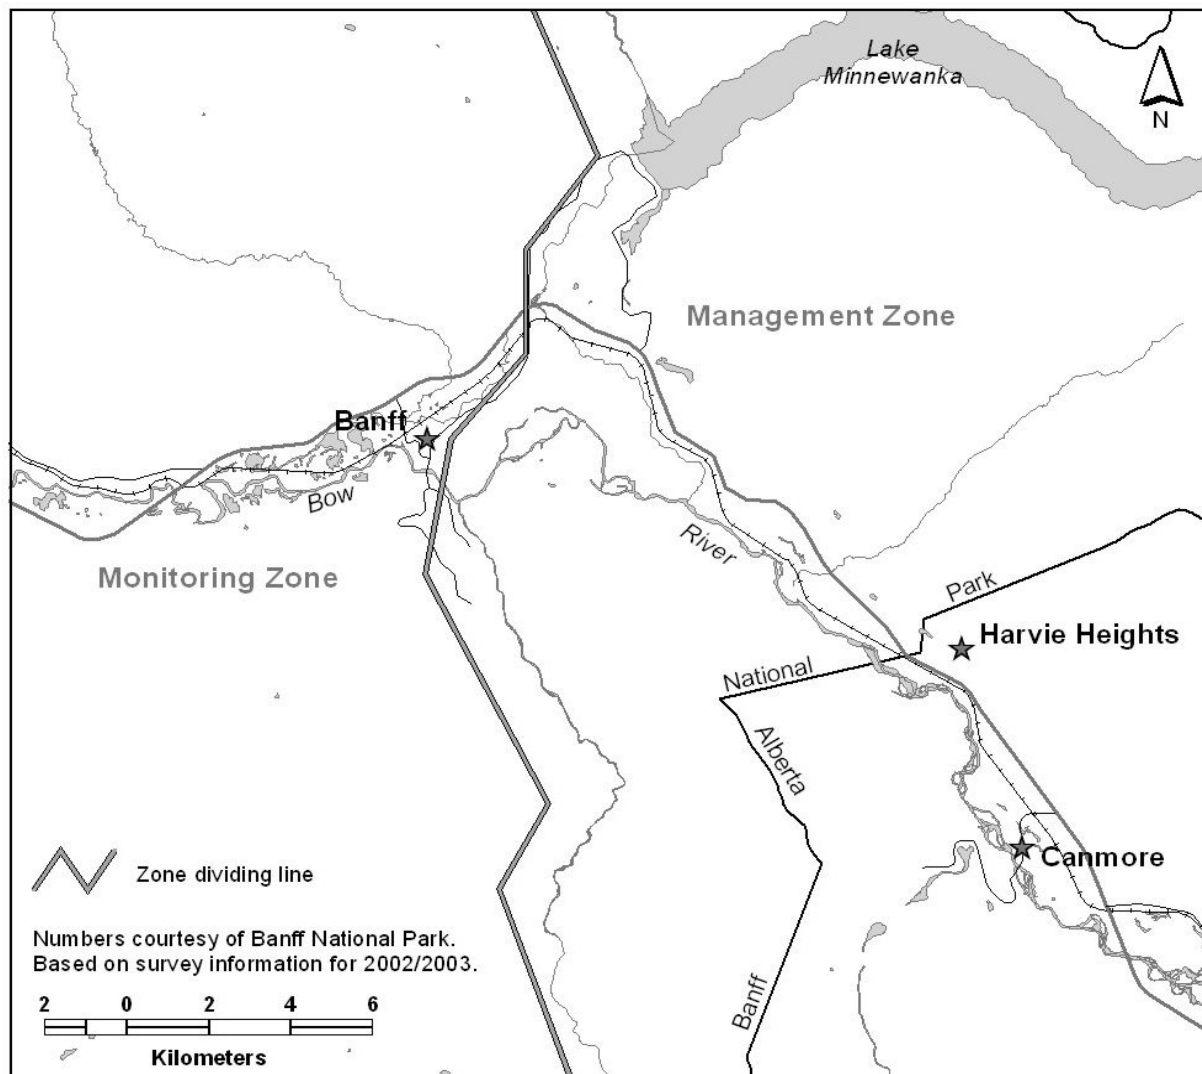 Lake
Minnewanka
N
Management Zone
Banff
Bow
River
Monitoring Zone
Park
Harvie Heights
National
Alberta
Canmore
Zone dividing line
Numbers courtesy of Banff National Park.
Based on survey information for 2002/2003.
Banff
2 0 2 4 6
Kilometers